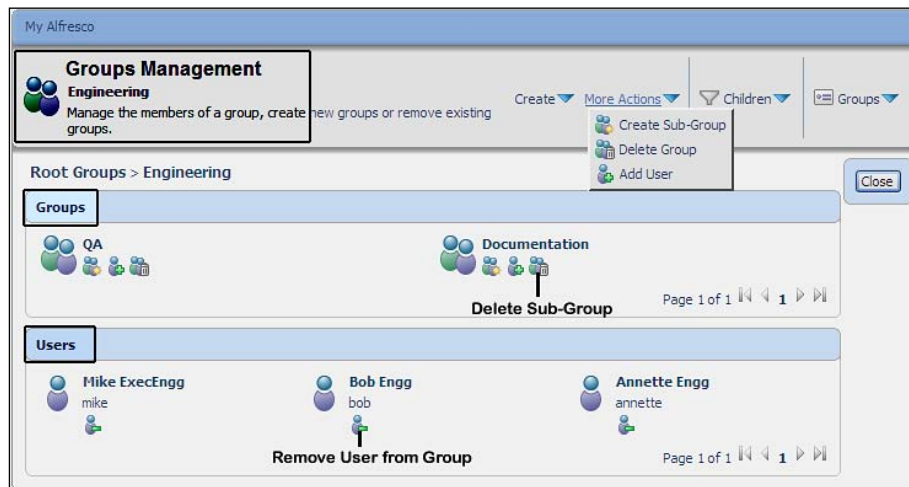 My Alfresco
Groups Management
Engineering
Manage the members of a group, create new groups or remove existing
groups.
Create More Actions Children Groups
Create Sub-Group
Delete Group
Add User
Root Groups > Engineering
Close
Groups
QA Documentation
Delete Sub-Group
Page 1 of 1 1
Users
Mike ExecEngg Bob Engg Annette Engg
mike bob annette
Remove User from Group
Page 1 of 1 1